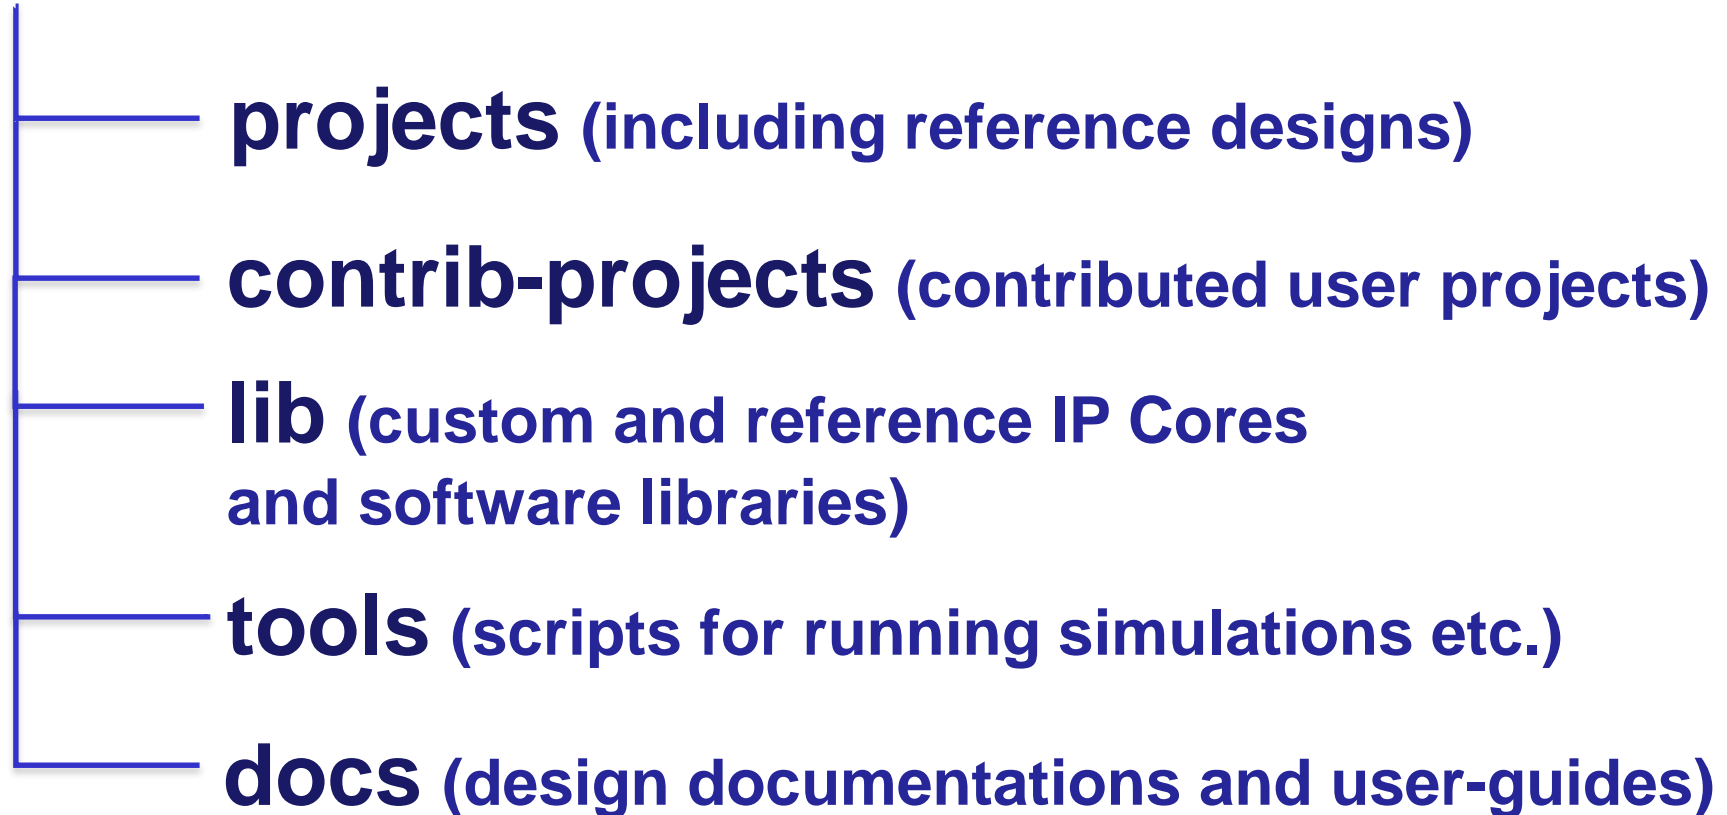 projects (including reference designs)
contrib-projects (contributed user projects)
lib (custom and reference IP Cores
and software libraries)
tools (scripts for running simulations etc.)
docs (design documentations and user-guides)